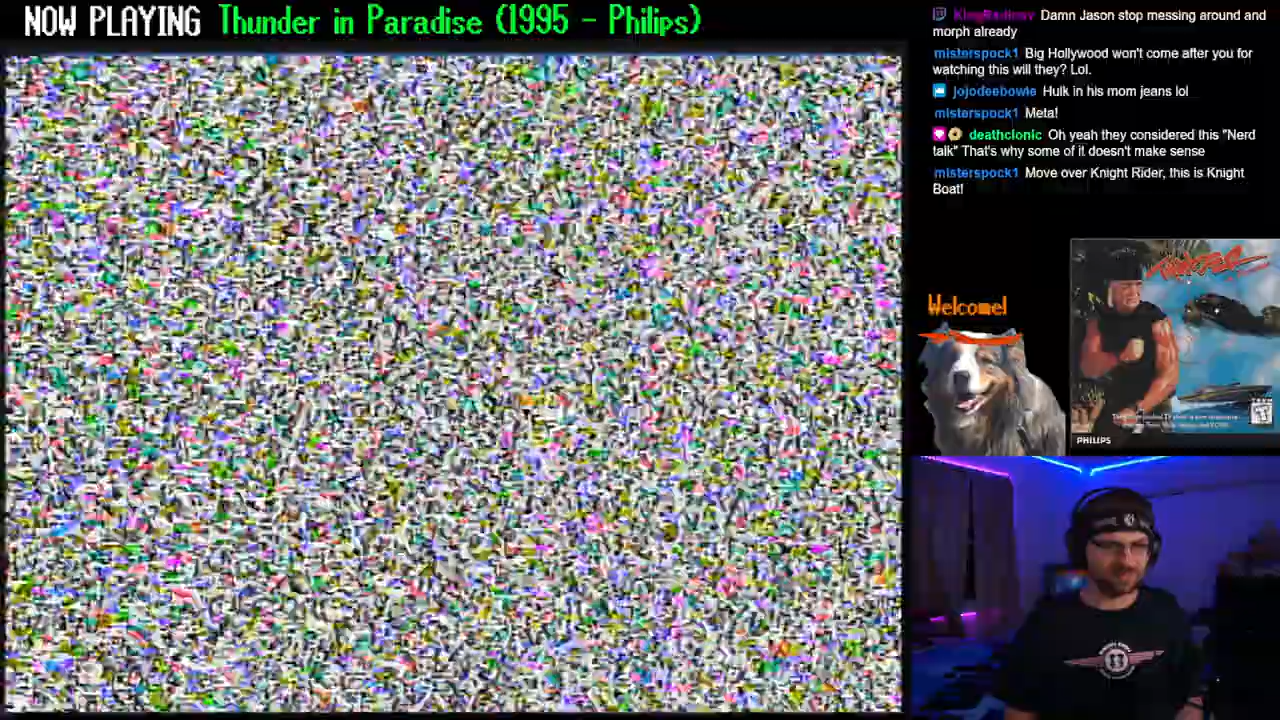 NOW PLAYING Thunder in Paradise (1995 - Philips)
Damn Jason stop messing around and
morph already
misterspock1 Big Hollywood won't come after you for
watching this will they? Lol.
jojodeebowie Hulk in his mom jeans lol
misterspock1 Meta!
deathclonic Oh yeah they considered this "Nerd
talk" That's why some of it doesn't make sense
misterspock1 Move over Knight Rider, this is Knight
Boat!
Welcome!
PHILIPS